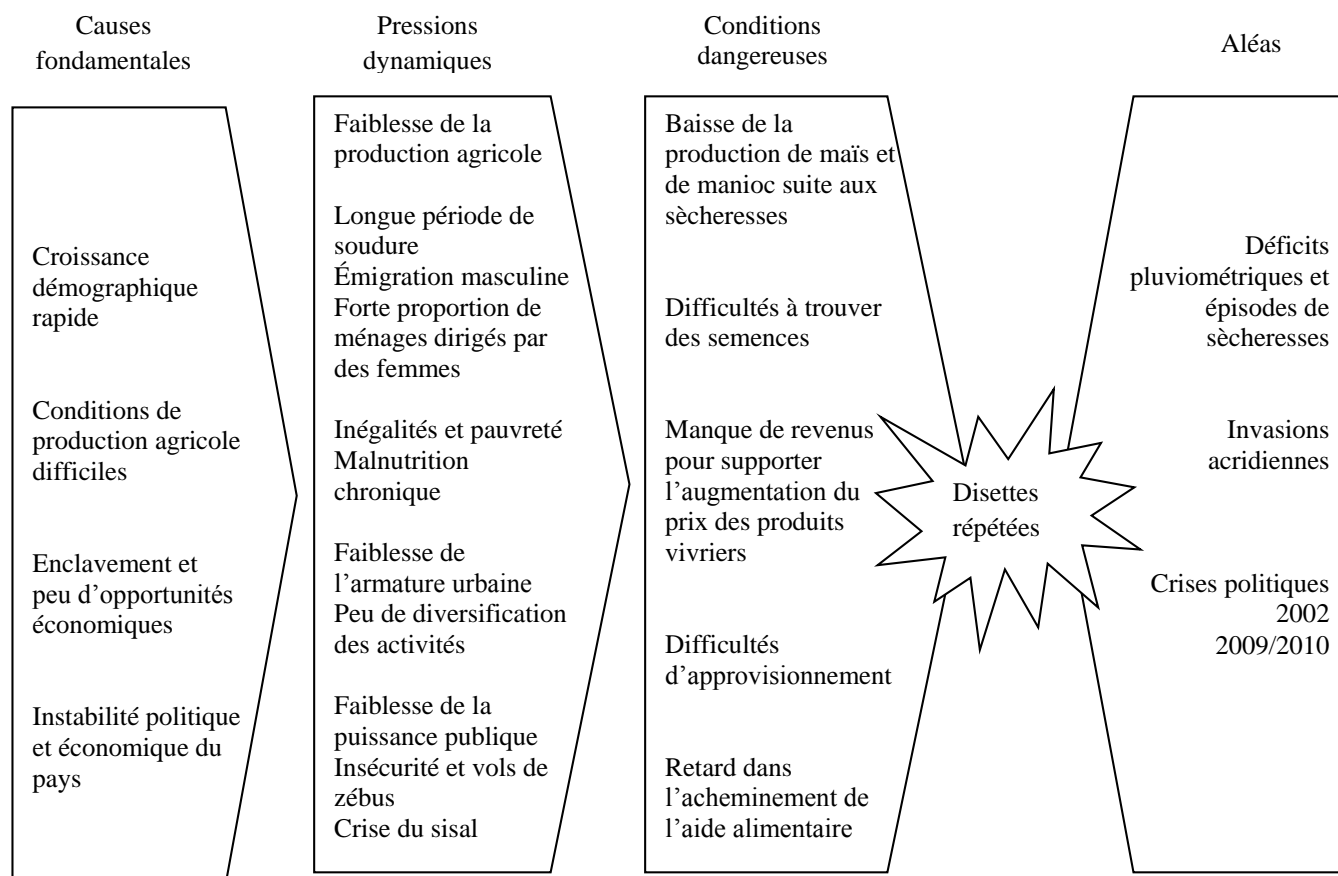 Causes
fondamentales
Pressions
dynamiques
Conditions
dangereuses
Aléas
Croissance
démographique
rapide
Conditions de
production agricole
difficiles
Enclavement et
peu d’opportunités
économiques
Instabilité politique
et économique du
pays
Faiblesse de la
production agricole
Longue période de
soudure
Émigration masculine
Forte proportion de
ménages dirigés par
des femmes
Inégalités et pauvreté
Malnutrition
chronique
Faiblesse de
l’armature urbaine
Peu de diversification
des activités
Faiblesse de la
puissance publique
Insécurité et vols de
zébus
Crise du sisal
Baisse de la
production de maïs et
de manioc suite aux
sècheresses
Difficultés à trouver
des semences
Manque de revenus
pour supporter
l’augmentation du
prix des produits
vivriers
Difficultés
d’approvisionnement
Retard dans
l’acheminement de
l’aide alimentaire
Disettes
répétées
Déficits
pluviométriques et
épisodes de
sècheresses
Invasions
acridiennes
Crises politiques
2002
2009/2010